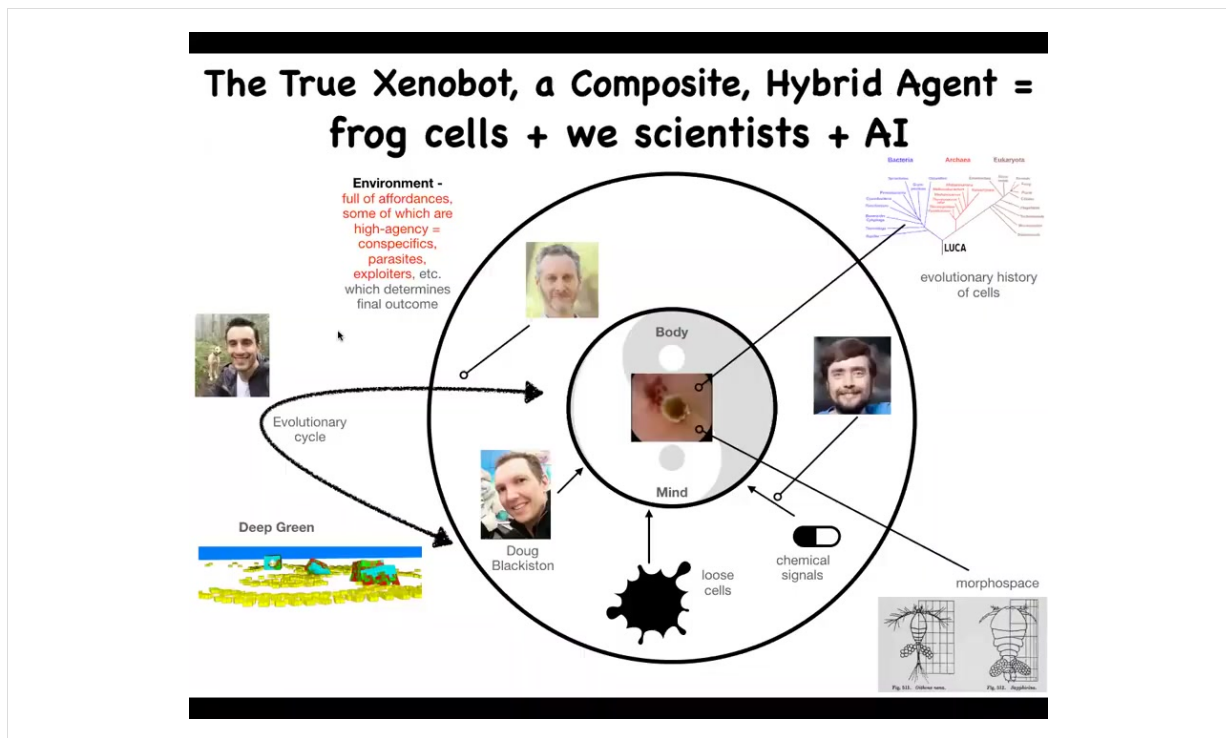 The True Xenobot, a Composite, Hybrid Agent =
frog cells + we scientists + AI
Environment -
full of affordances,
some of which are
high-agency =
conspecifics,
parasites,
exploiters, etc.
which determines
final outcome
Bacteria Archaea Eukaryota
LUCA
evolutionary history
of cells
Body
Evolutionary
cycle
Mind
Deep Green
Doug
Blackiston
loose
cells
chemical
signals
morphospace